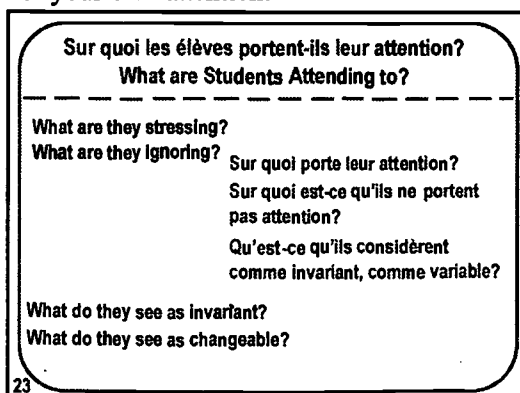 Sur quoi les élèves portent-ils leur attention?
What are Students Attending to?
What are they stressing?
What are they Ignoring?
Sur quoi porte leur attention?
Sur quoi est-ce qu'ils ne portent
pas attention?
Qu'est-ce qu'ils considèrent
comme invariant, comme variable?
What do they see as invariant?
What do they see as changeable?
23